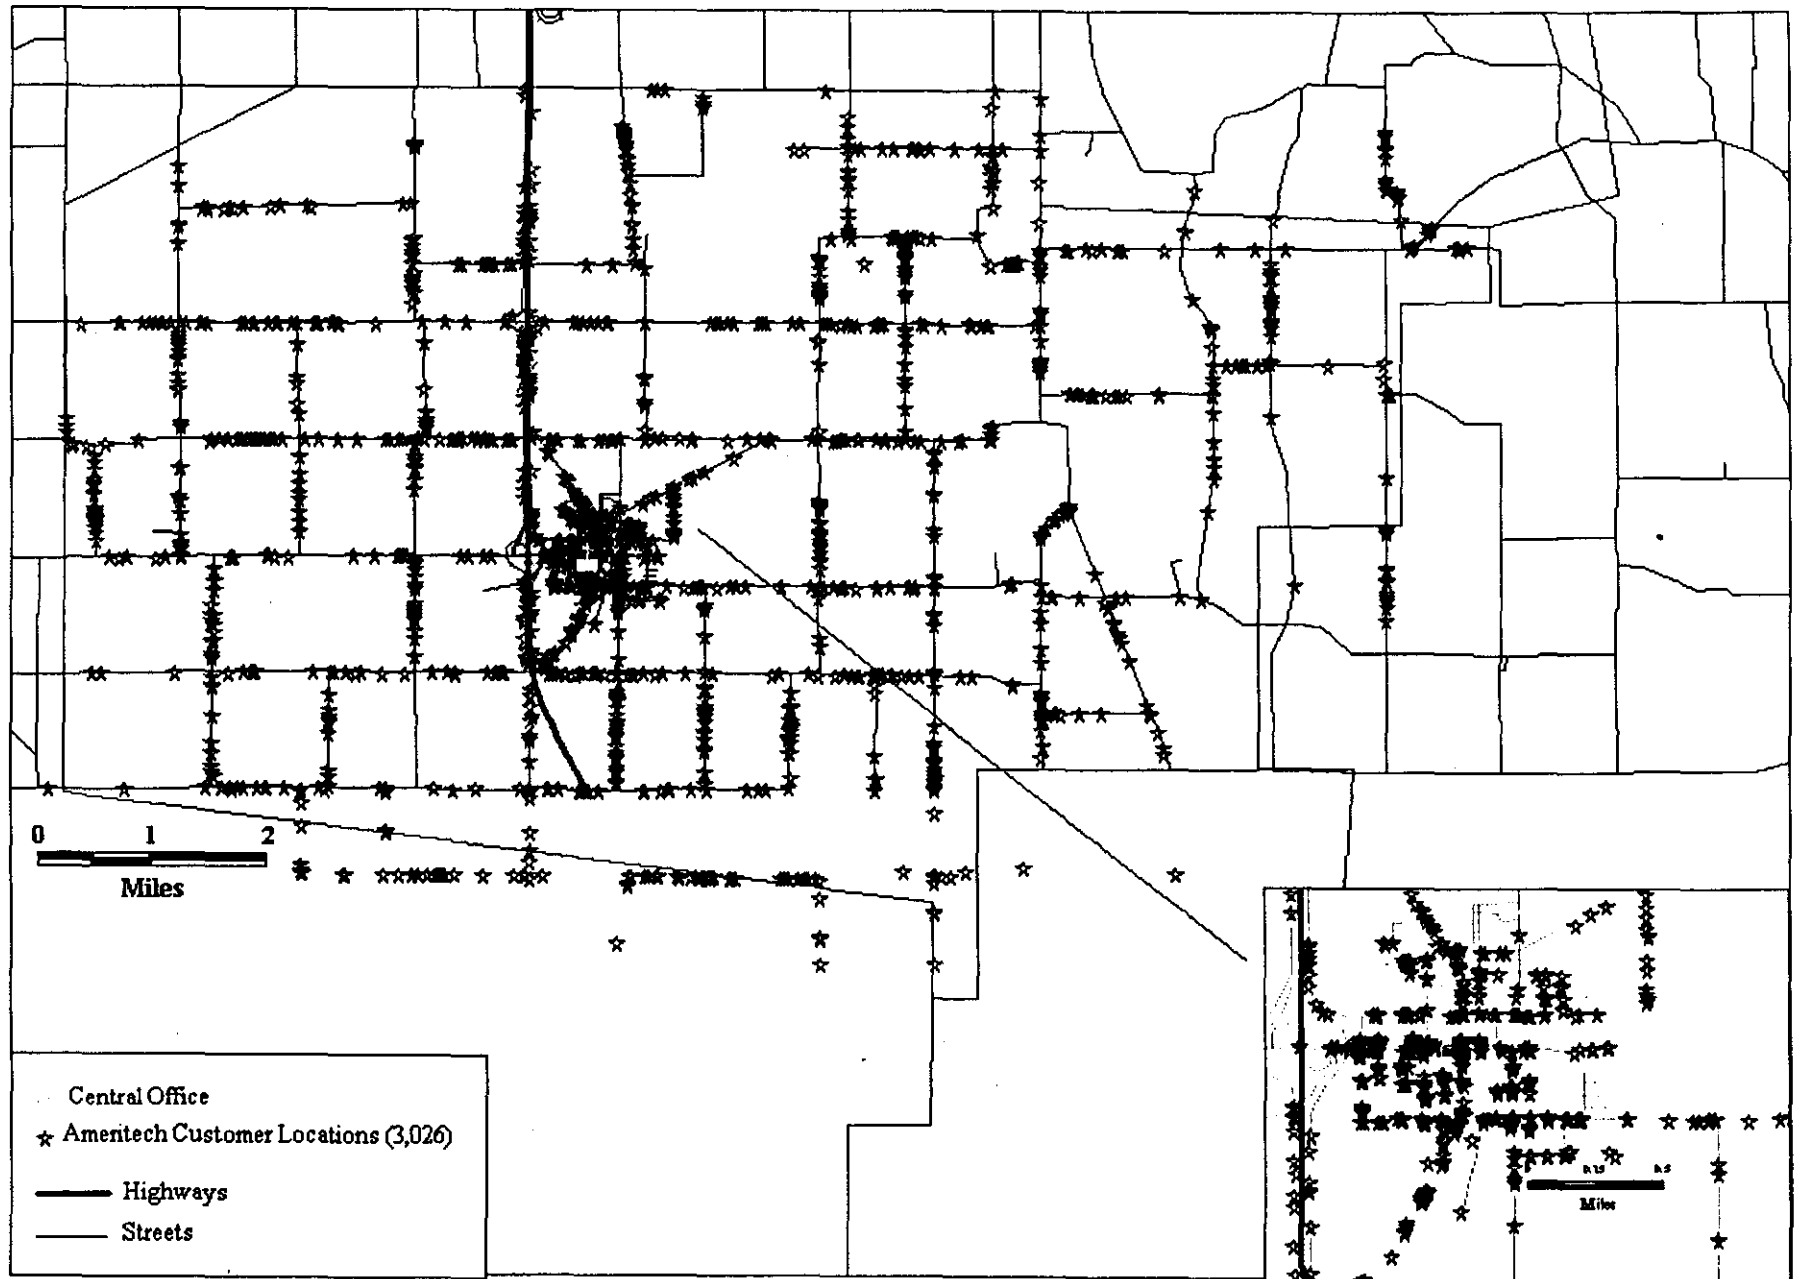 0 1 2
Miles
Central Office
Ameritech Customer Locations (3,026)
Highways
Streets
Miles